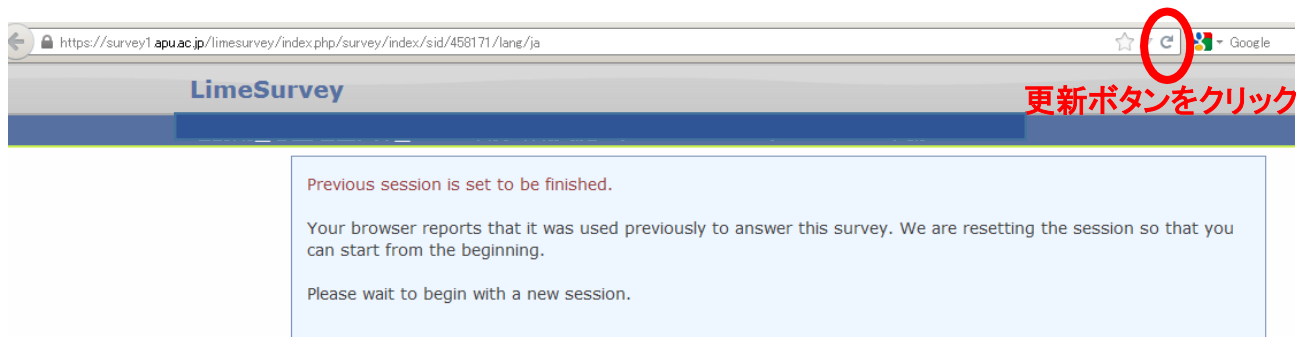 https://survey1.apu.ac.jp/limesurvey/index.php/survey/index/sid/458171/lang/ja
Google
LimeSurvey
更新ボタンをクリック
Previous session is set to be finished.
Your browser reports that it was used previously to answer this survey. We are resetting the session so that you
can start from the beginning.
Please wait to begin with a new session.